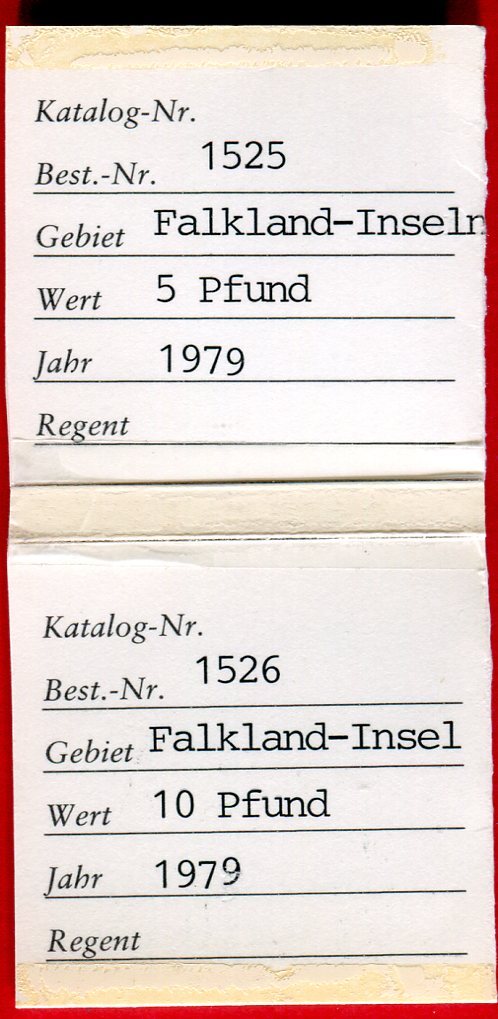 Katalog-Nr.
Best.-Nr. 1525
Gebiet Falkland-Inseln
Wert 5 Pfund
Jahr 1979
Regent
Katalog-Nr.
Best.-Nr. 1526
Gebiet Falkland-Insel
Wert 10 Pfund
Jahr 1979
Regent